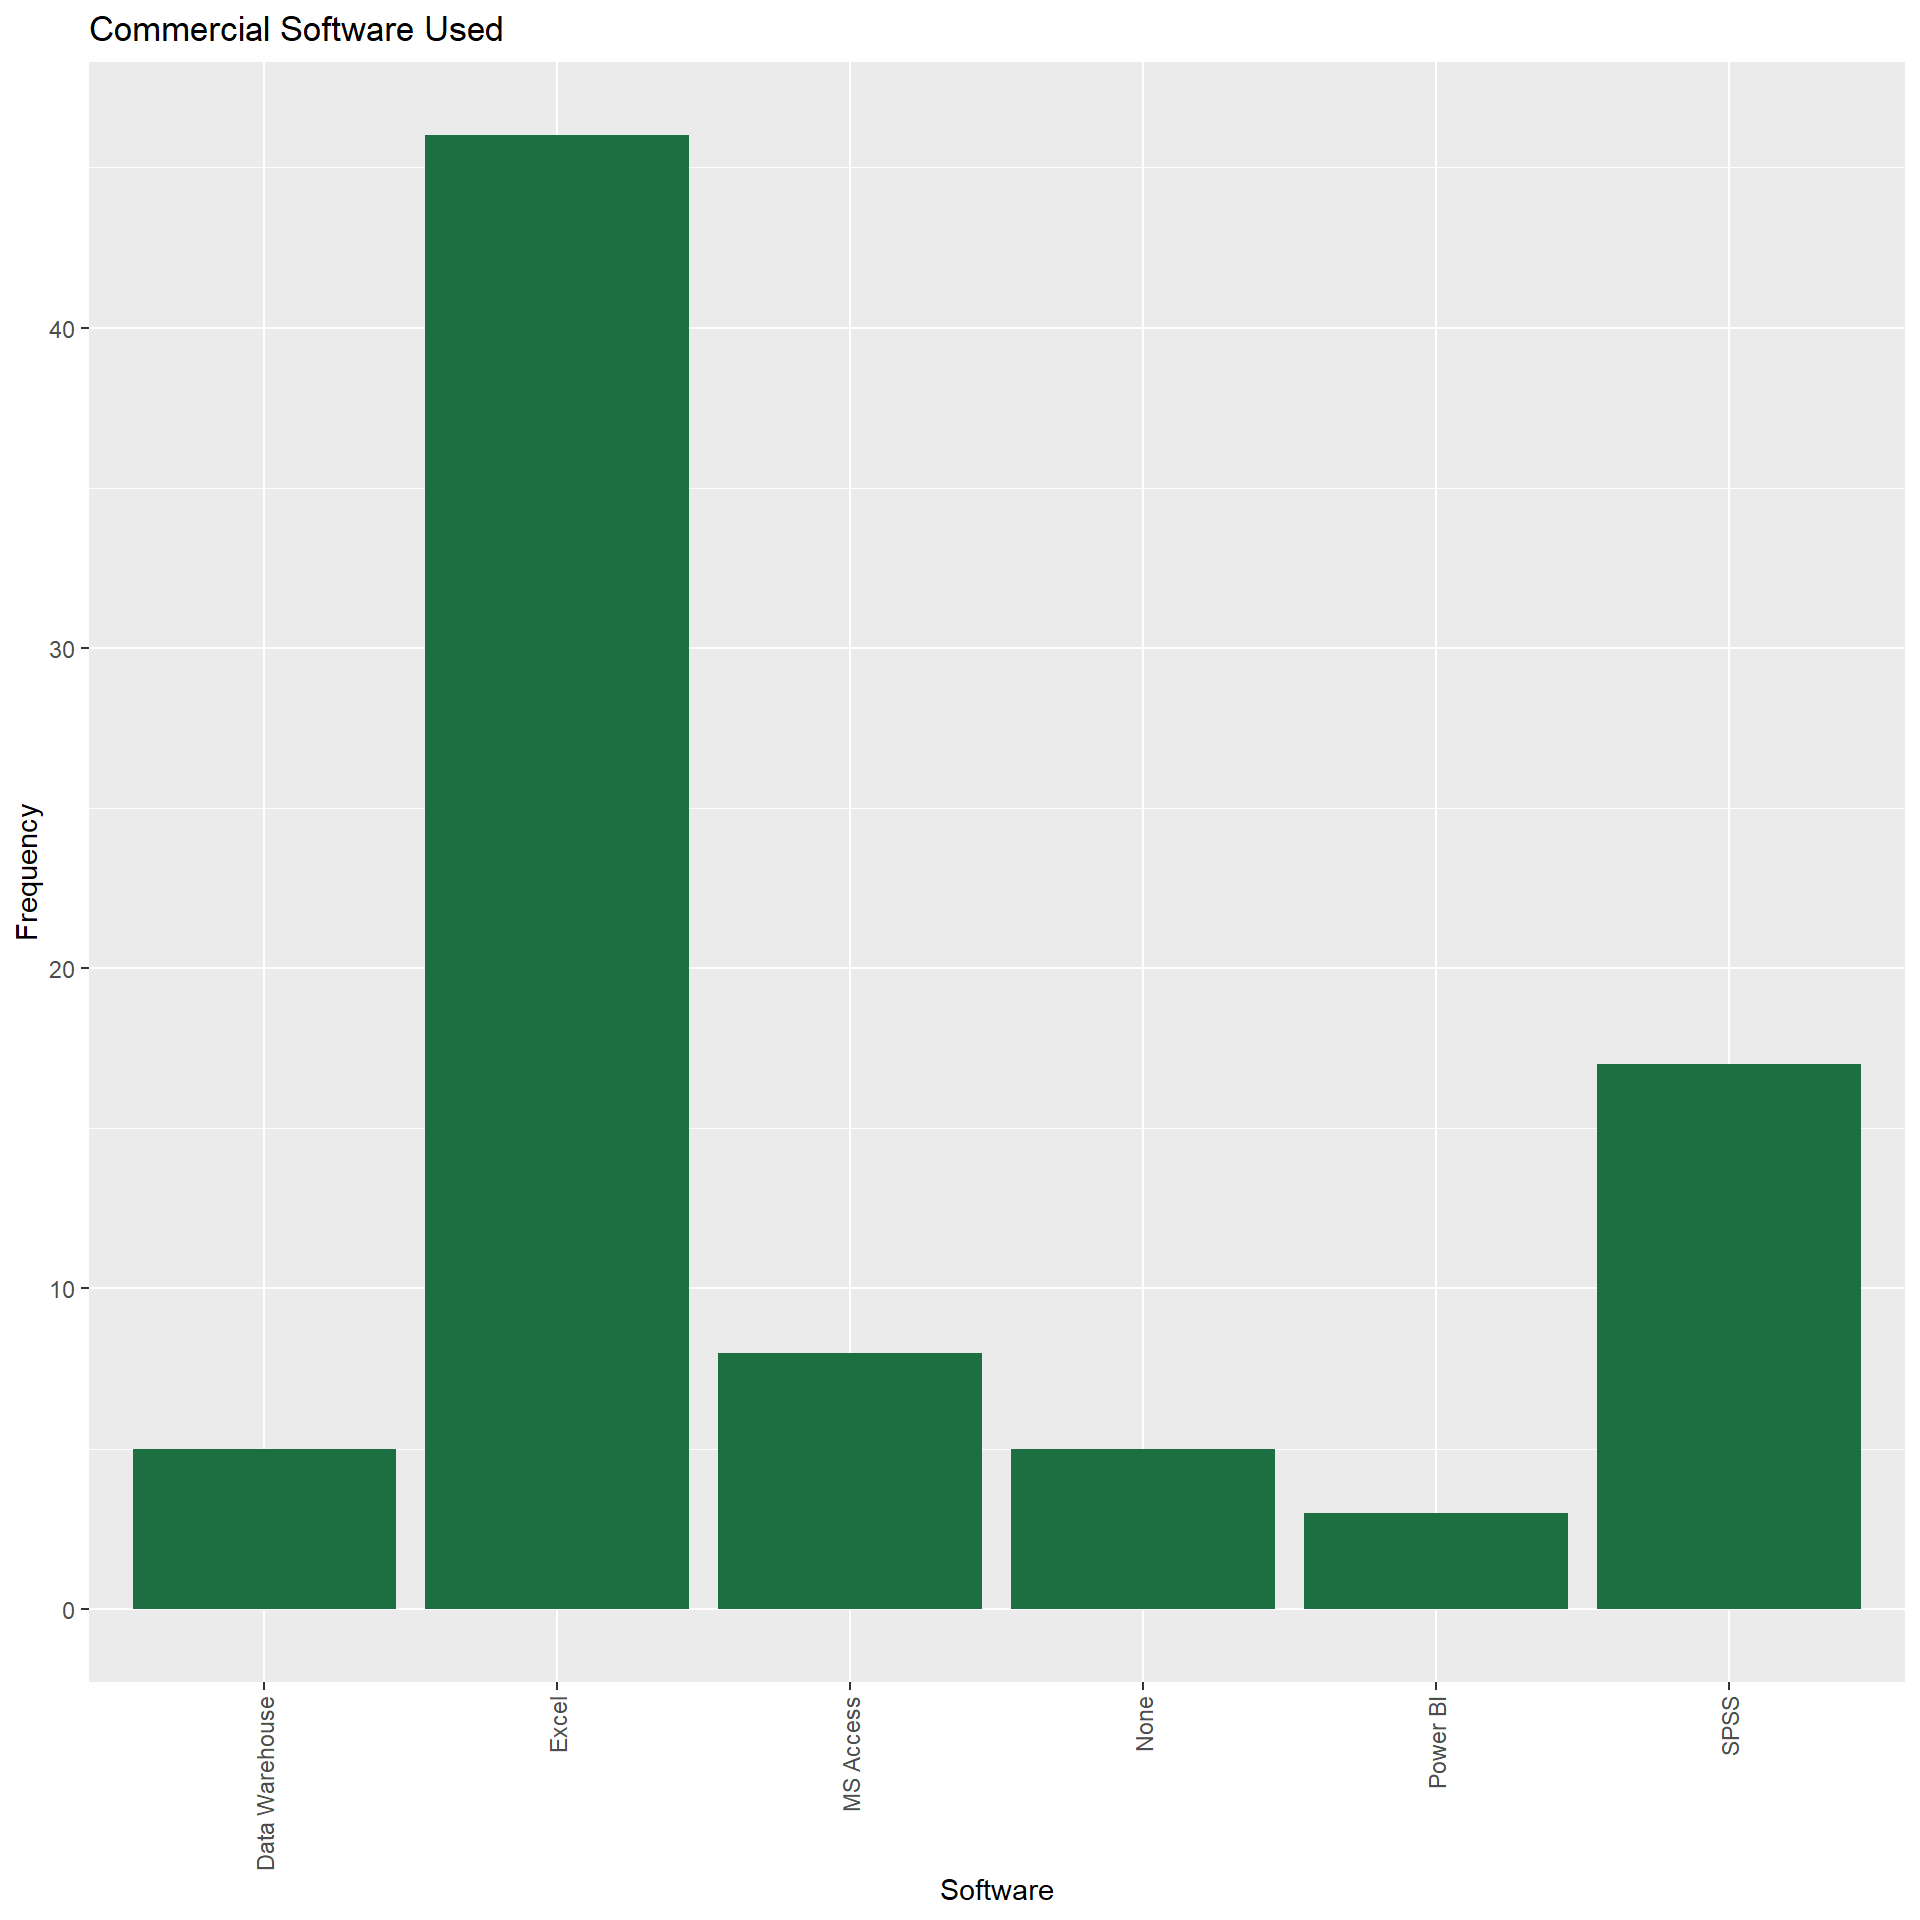 Commercial Software Used
Frequency
40
30
20
10
0
Data Warehouse
Excel
MS Access
None
Power BI
SPSS
Software